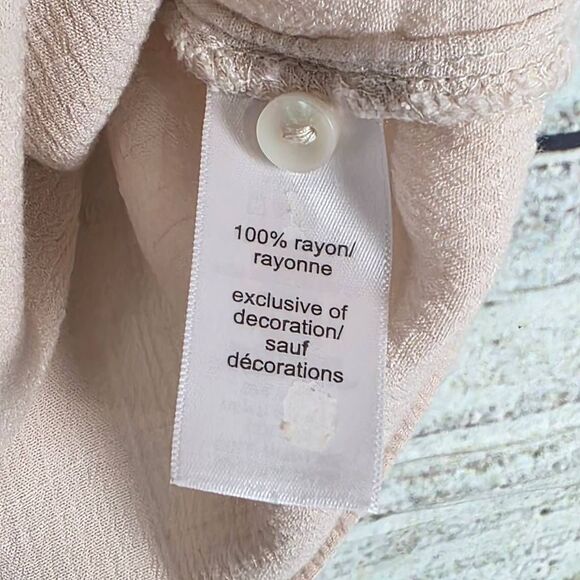 100% rayon/
rayonne
exclusive of
decoration/
sauf
décorations